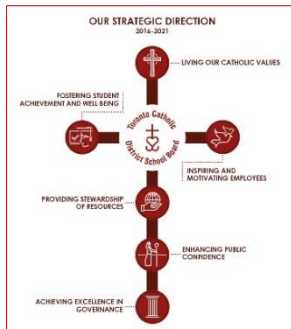 OUR STRATEGIC DIRECTION
2016-2021
LIVING OUR CATHOLIC VALUES
FOSTERING STUDENT
ACHIEVEMENT AND WELL BEING
Toronto Catholic
District School Board
INSPIRING AND
MOTIVATING EMPLOYEES
PROVIDING STEWARDSHIP
OF RESOURCES
ENHANCING PUBLIC
CONFIDENCE
ACHIEVING EXCELLENCE IN
GOVERNANCE